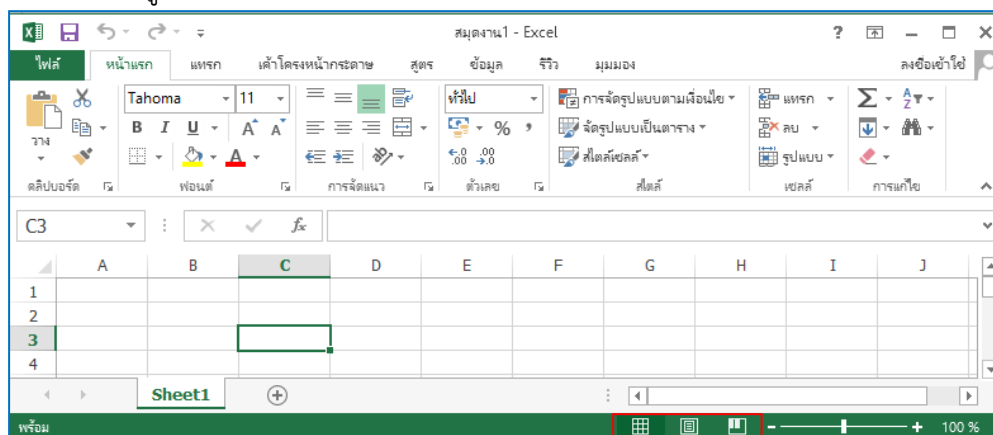 สมุดงาน1 - Excel
ไฟล์ หน้าแรก แทรก เค้าโครงหน้ากระดาษ สูตร ข้อมูล รีวิว มุมมอง ลงชื่อเข้าใช้
Tahoma 11 ทั่วไป การจัดรูปแบบตามเงื่อนไข แทรก
วาง B I U A A % , จัดรูปแบบเป็นตาราง ลบ
A .0 .00 .00 .0 สไตล์เซลล์ รูปแบบ
คลิปบอร์ด ฟอนต์ การจัดแนว ตัวเลข สไตล์ เซลล์ การแก้ไข
C3 fx
A B C D E F G H I J
1
2
3
4
Sheet1
พร้อม 100 %